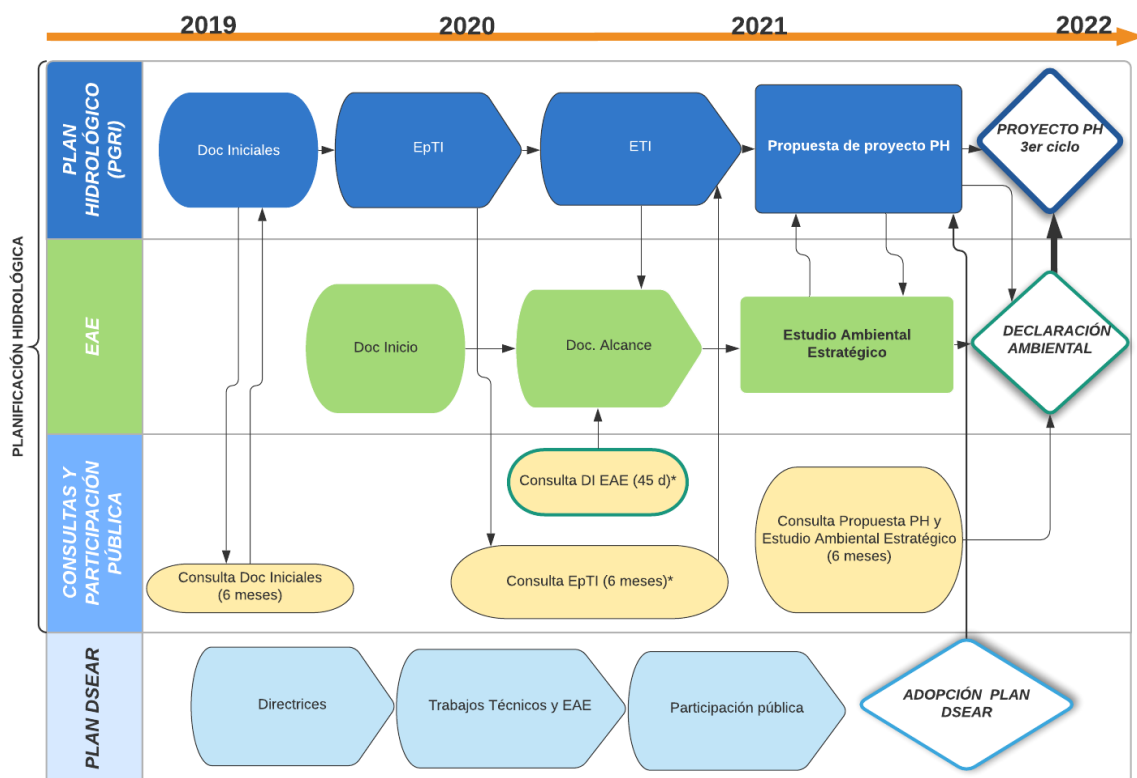 2019
2020
2021
2022
PLANIFICACIÓN HIDROLÓGICA
PLAN
HIDROLÓGICO
(PGRI)
Doc Iniciales
EpTI
ETI
Propuesta de proyecto PH
PROYECTO PH
3er ciclo
EAE
Doc Inicio
Doc. Alcance
Estudio Ambiental
Estratégico
DECLARACIÓN
AMBIENTAL
CONSULTAS Y
PARTICIPACIÓN
PÚBLICA
Consulta DI EAE (45 d)*
Consulta Doc Iniciales
(6 meses)
Consulta EpTI (6 meses)*
Consulta Propuesta PH y
Estudio Ambiental Estratégico
(6 meses)
PLAN DSEAR
Directrices
Trabajos Técnicos y EAE
Participación pública
ADOPCIÓN PLAN
DSEAR